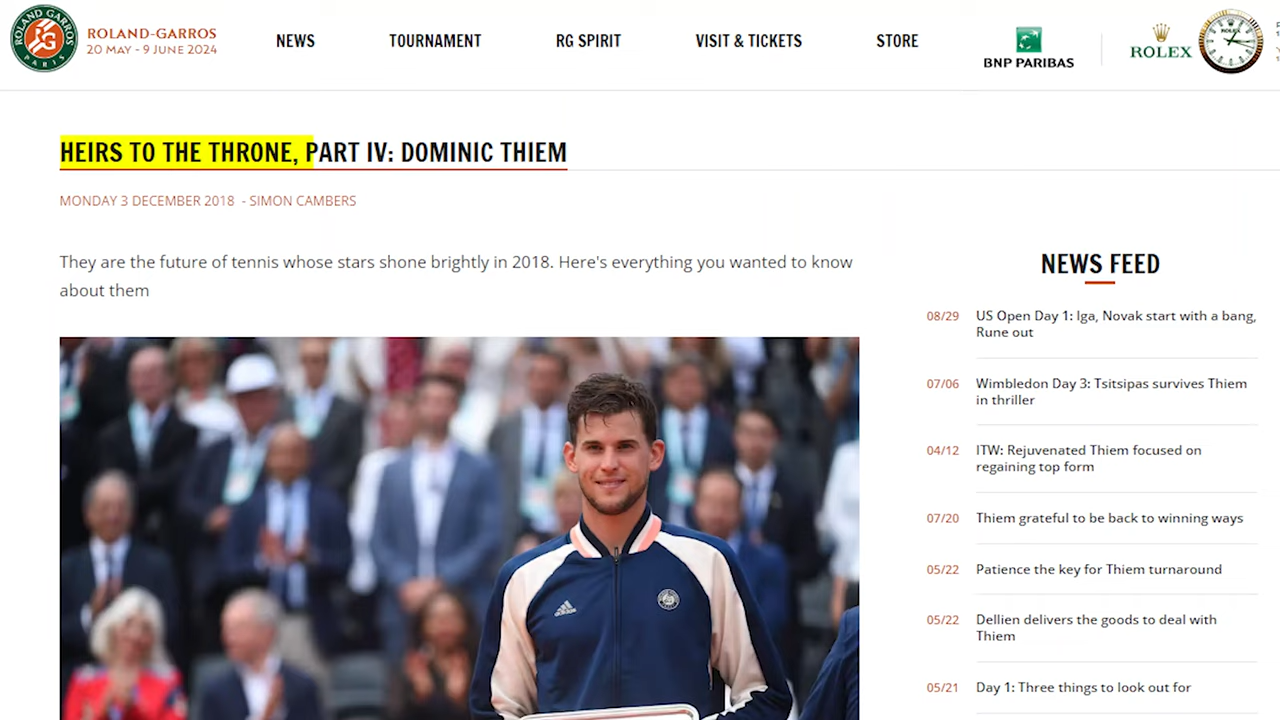 ROLAND GARROS
RG
PARIS
ROLAND-GARROS
20 MAY - 9 JUNE 2024
NEWS
TOURNAMENT
RG SPIRIT
VISIT & TICKETS
STORE
BNP PARIBAS
ROLEX
HEIRS TO THE THRONE, PART IV: DOMINIC THIEM
MONDAY 3 DECEMBER 2018 - SIMON CAMBERS
They are the future of tennis whose stars shone brightly in 2018. Here's everything you wanted to know
about them
adidas
NEWS FEED
08/29 US Open Day 1: Iga, Novak start with a bang,
Rune out
07/06 Wimbledon Day 3: Tsitsipas survives Thiem
in thriller
04/12 ITW: Rejuvenated Thiem focused on
regaining top form
07/20 Thiem grateful to be back to winning ways
05/22 Patience the key for Thiem turnaround
05/22 Dellien delivers the goods to deal with
Thiem
05/21 Day 1: Three things to look out for